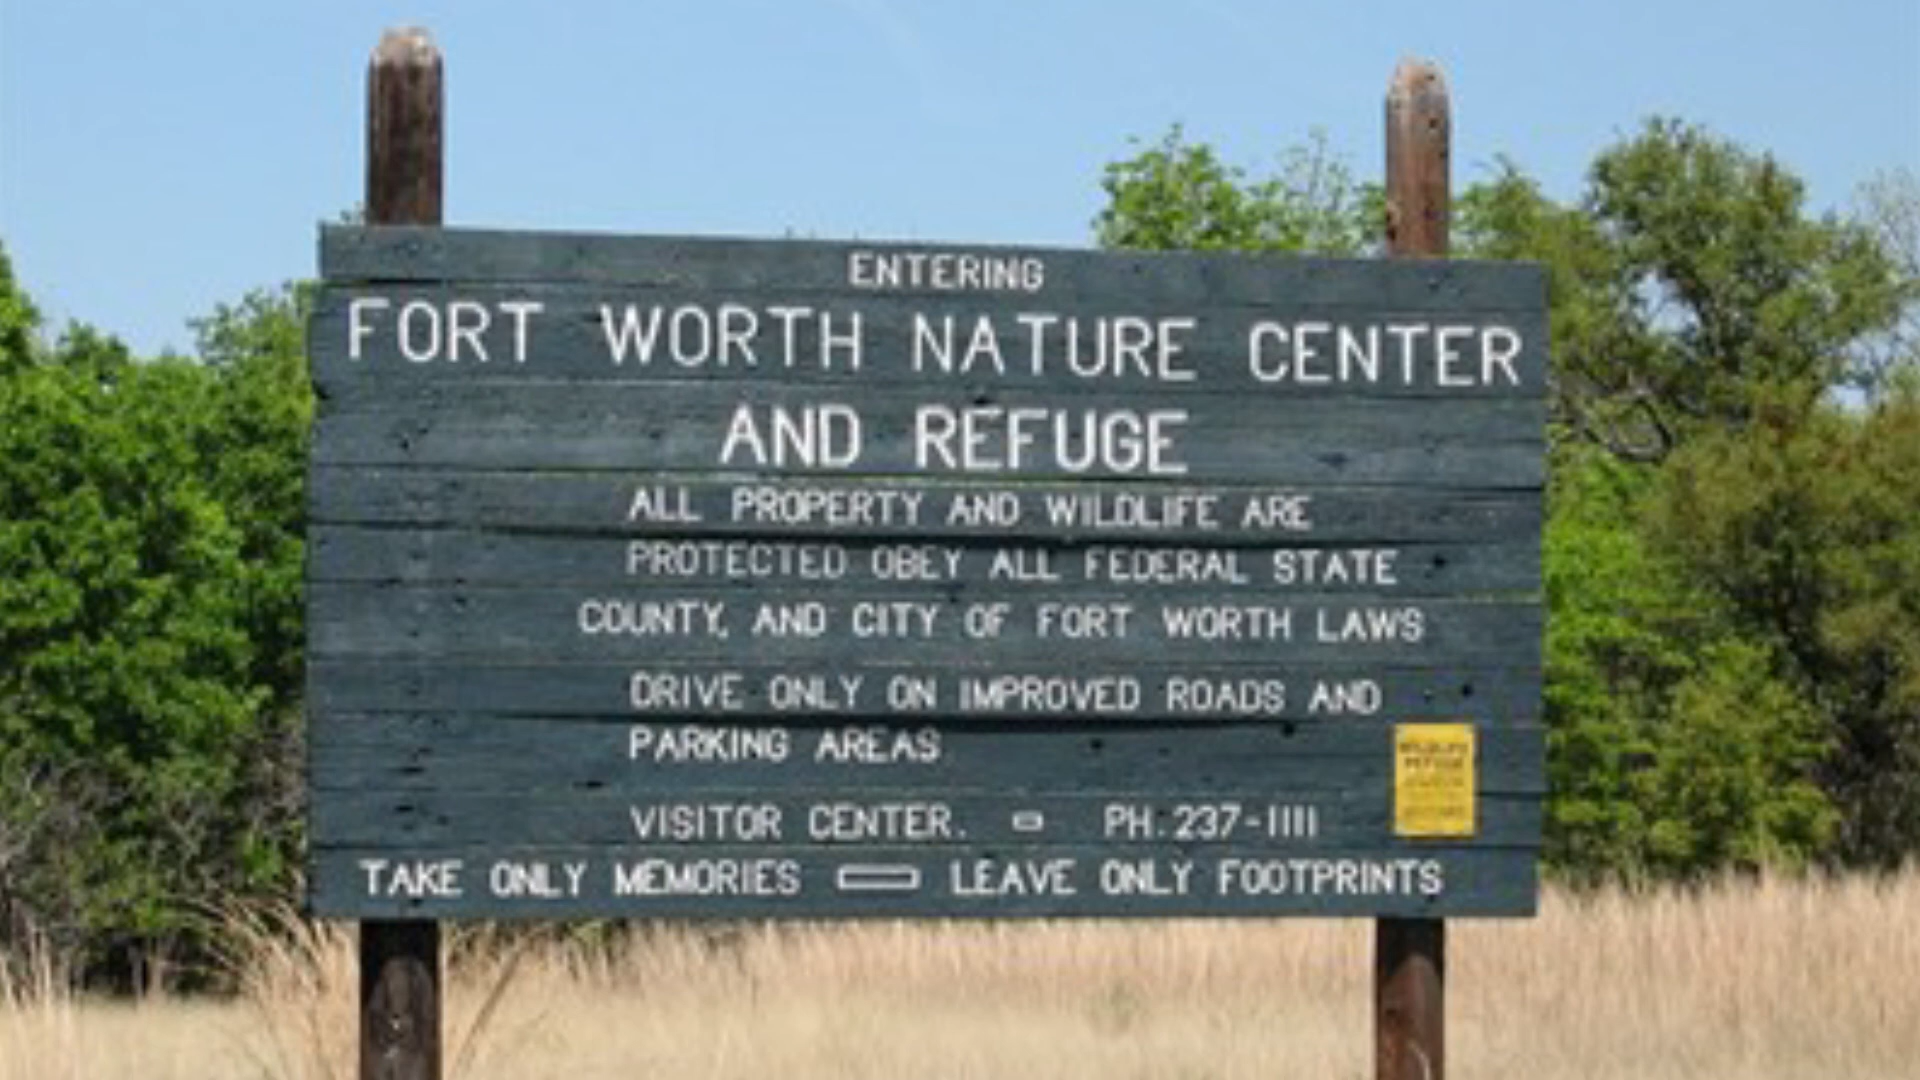 ENTERING
FORT WORTH NATURE CENTER
AND REFUGE
ALL PROPERTY AND WILDLIFE ARE
PROTECTED OBEY ALL FEDERAL STATE
COUNTY, AND CITY OF FORT WORTH LAWS
DRIVE ONLY ON IMPROVED ROADS AND
PARKING AREAS
VISITOR CENTER. - PH: 237-1111
TAKE ONLY MEMORIES — LEAVE ONLY FOOTPRINTS
WILDLIFE
REFUGE